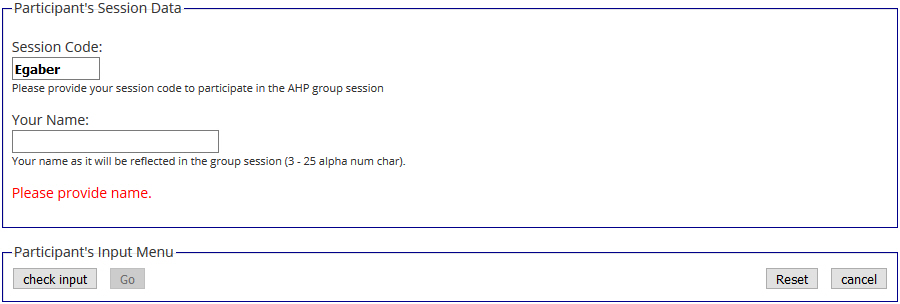 Participant's Session Data
Session Code:
Egaber
Please provide your session code to participate in the AHP group session
Your Name:
Your name as it will be reflected in the group session (3 - 25 alpha num char).
Please provide name.
Participant's Input Menu
check input Go Reset cancel